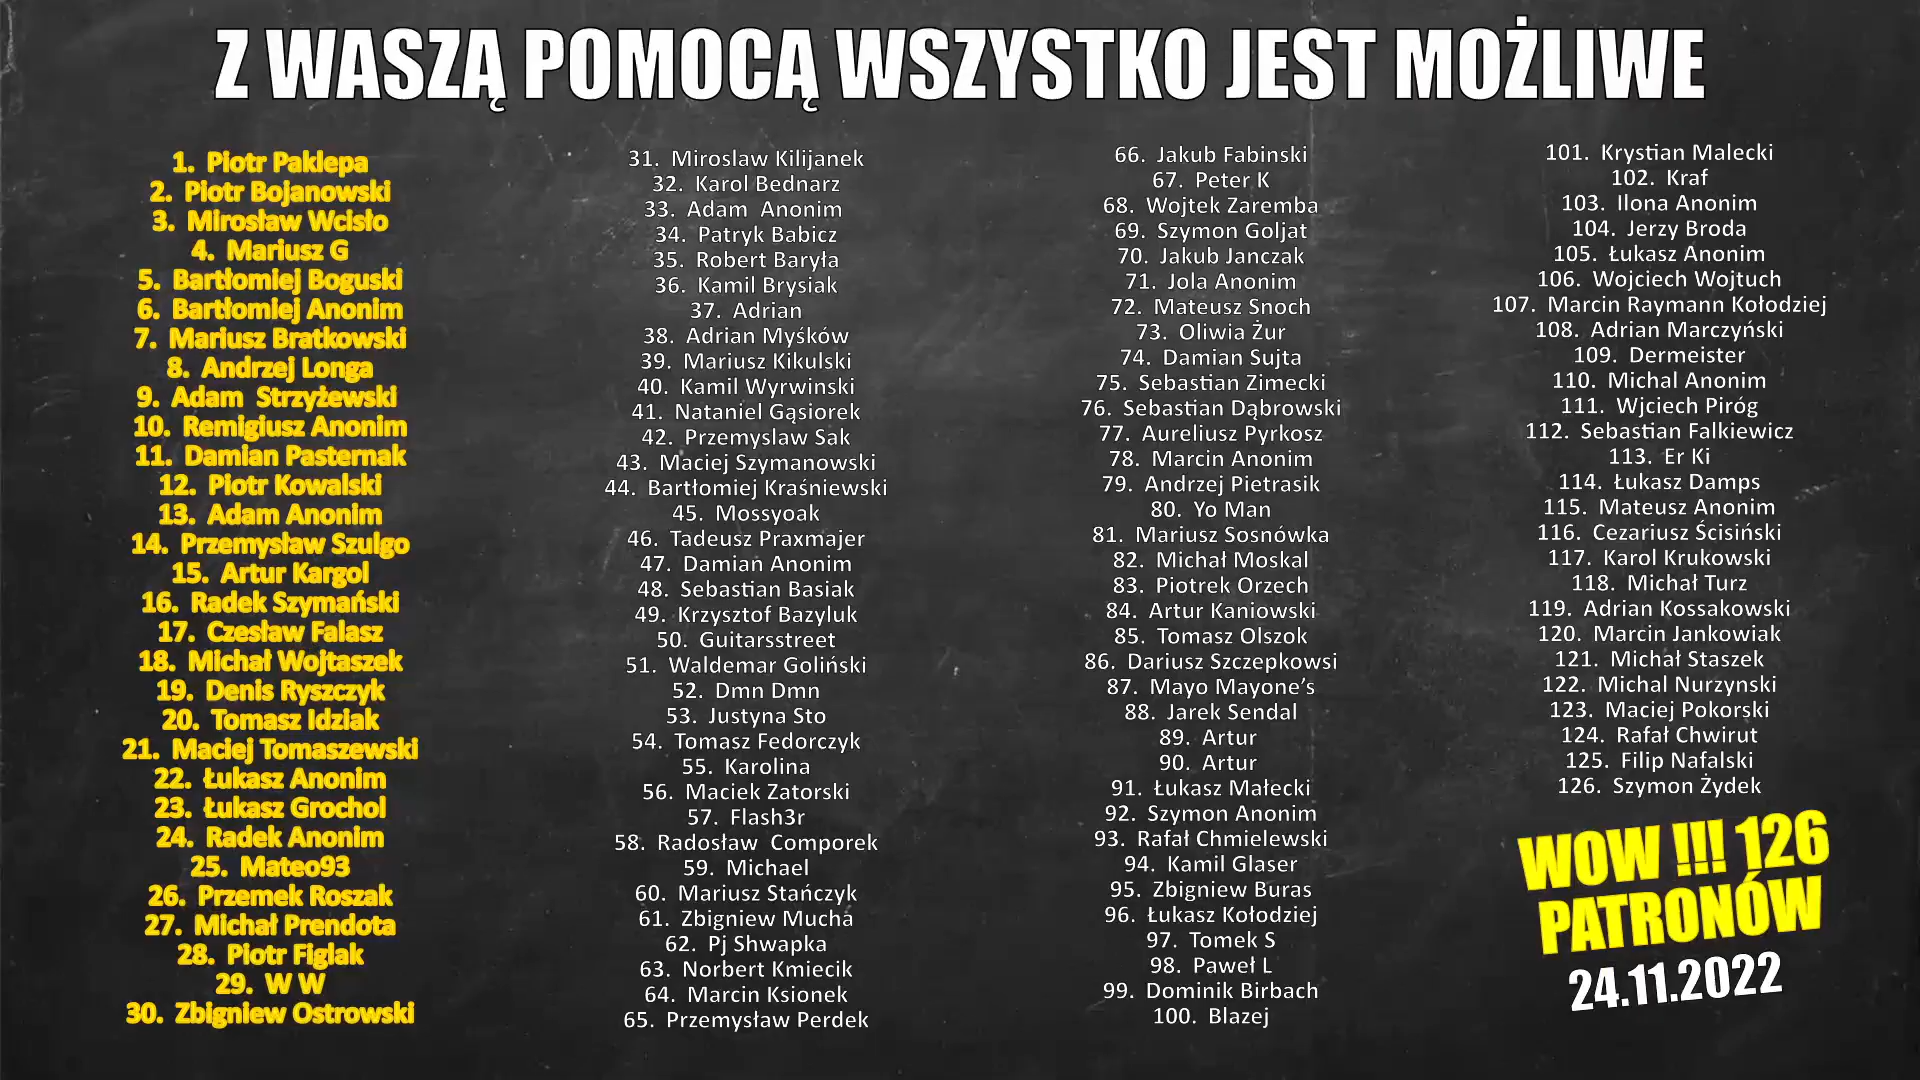 Z WASZĄ POMOCĄ WSZYSTKO JEST MOŻLIWE
1. Piotr Paklepa
2. Piotr Bojanowski
3. Mirosław Wcisło
4. Mariusz G
5. Bartłomiej Boguski
6. Bartłomiej Anonim
7. Mariusz Bratkowski
8. Andrzej Longa
9. Adam Strzyżewski
10. Remigiusz Anonim
11. Damian Pasternak
12. Piotr Kowalski
13. Adam Anonim
14. Przemysław Szulgo
15. Artur Kargol
16. Radek Szymański
17. Czesław Falasz
18. Michał Wojtaszek
19. Denis Ryszczyk
20. Tomasz Idziak
21. Maciej Tomaszewski
22. Łukasz Anonim
23. Łukasz Grochol
24. Radek Anonim
25. Mateo93
26. Przemek Roszak
27. Michał Prendota
28. Piotr Figlak
29. W W
30. Zbigniew Ostrowski
31. Miroslaw Kilijanek
32. Karol Bednarz
33. Adam Anonim
34. Patryk Babicz
35. Robert Baryła
36. Kamil Brysiak
37. Adrian
38. Adrian Myśków
39. Mariusz Kikulski
40. Kamil Wyrwinski
41. Nataniel Gąsiorek
42. Przemyslaw Sak
43. Maciej Szymanowski
44. Bartłomiej Kraśniewski
45. Mossyoak
46. Tadeusz Praxmajer
47. Damian Anonim
48. Sebastian Basiak
49. Krzysztof Bazyluk
50. Guitarsstreet
51. Waldemar Goliński
52. Dmn Dmn
53. Justyna Sto
54. Tomasz Fedorczyk
55. Karolina
56. Maciek Zatorski
57. Flash3r
58. Radosław Comporek
59. Michael
60. Mariusz Stańczyk
61. Zbigniew Mucha
62. Pj Shwapka
63. Norbert Kmiecik
64. Marcin Ksionek
65. Przemysław Perdek
66. Jakub Fabinski
67. Peter K
68. Wojtek Zaremba
69. Szymon Goljat
70. Jakub Janczak
71. Jola Anonim
72. Mateusz Snoch
73. Oliwia Żur
74. Damian Sujta
75. Sebastian Zimecki
76. Sebastian Dąbrowski
77. Aureliusz Pyrkosz
78. Marcin Anonim
79. Andrzej Pietrasik
80. Yo Man
81. Mariusz Sosnówka
82. Michał Moskal
83. Piotrek Orzech
84. Artur Kaniowski
85. Tomasz Olszok
86. Dariusz Szczepkowsi
87. Mayo Mayone’s
88. Jarek Sendal
89. Artur
90. Artur
91. Łukasz Małecki
92. Szymon Anonim
93. Rafał Chmielewski
94. Kamil Glaser
95. Zbigniew Buras
96. Łukasz Kołodziej
97. Tomek S
98. Paweł L
99. Dominik Birbach
100. Blazej
101. Krystian Malecki
102. Kraf
103. Ilona Anonim
104. Jerzy Broda
105. Łukasz Anonim
106. Wojciech Wojtuch
107. Marcin Raymann Kołodziej
108. Adrian Marczyński
109. Dermeister
110. Michal Anonim
111. Wjciech Piróg
112. Sebastian Falkiewicz
113. Er Ki
114. Łukasz Damps
115. Mateusz Anonim
116. Cezariusz Ścisiński
117. Karol Krukowski
118. Michał Turz
119. Adrian Kossakowski
120. Marcin Jankowiak
121. Michał Staszek
122. Michal Nurzynski
123. Maciej Pokorski
124. Rafał Chwirut
125. Filip Nafalski
126. Szymon Żydek
WOW !!! 126
PATRONÓW
24.11.2022